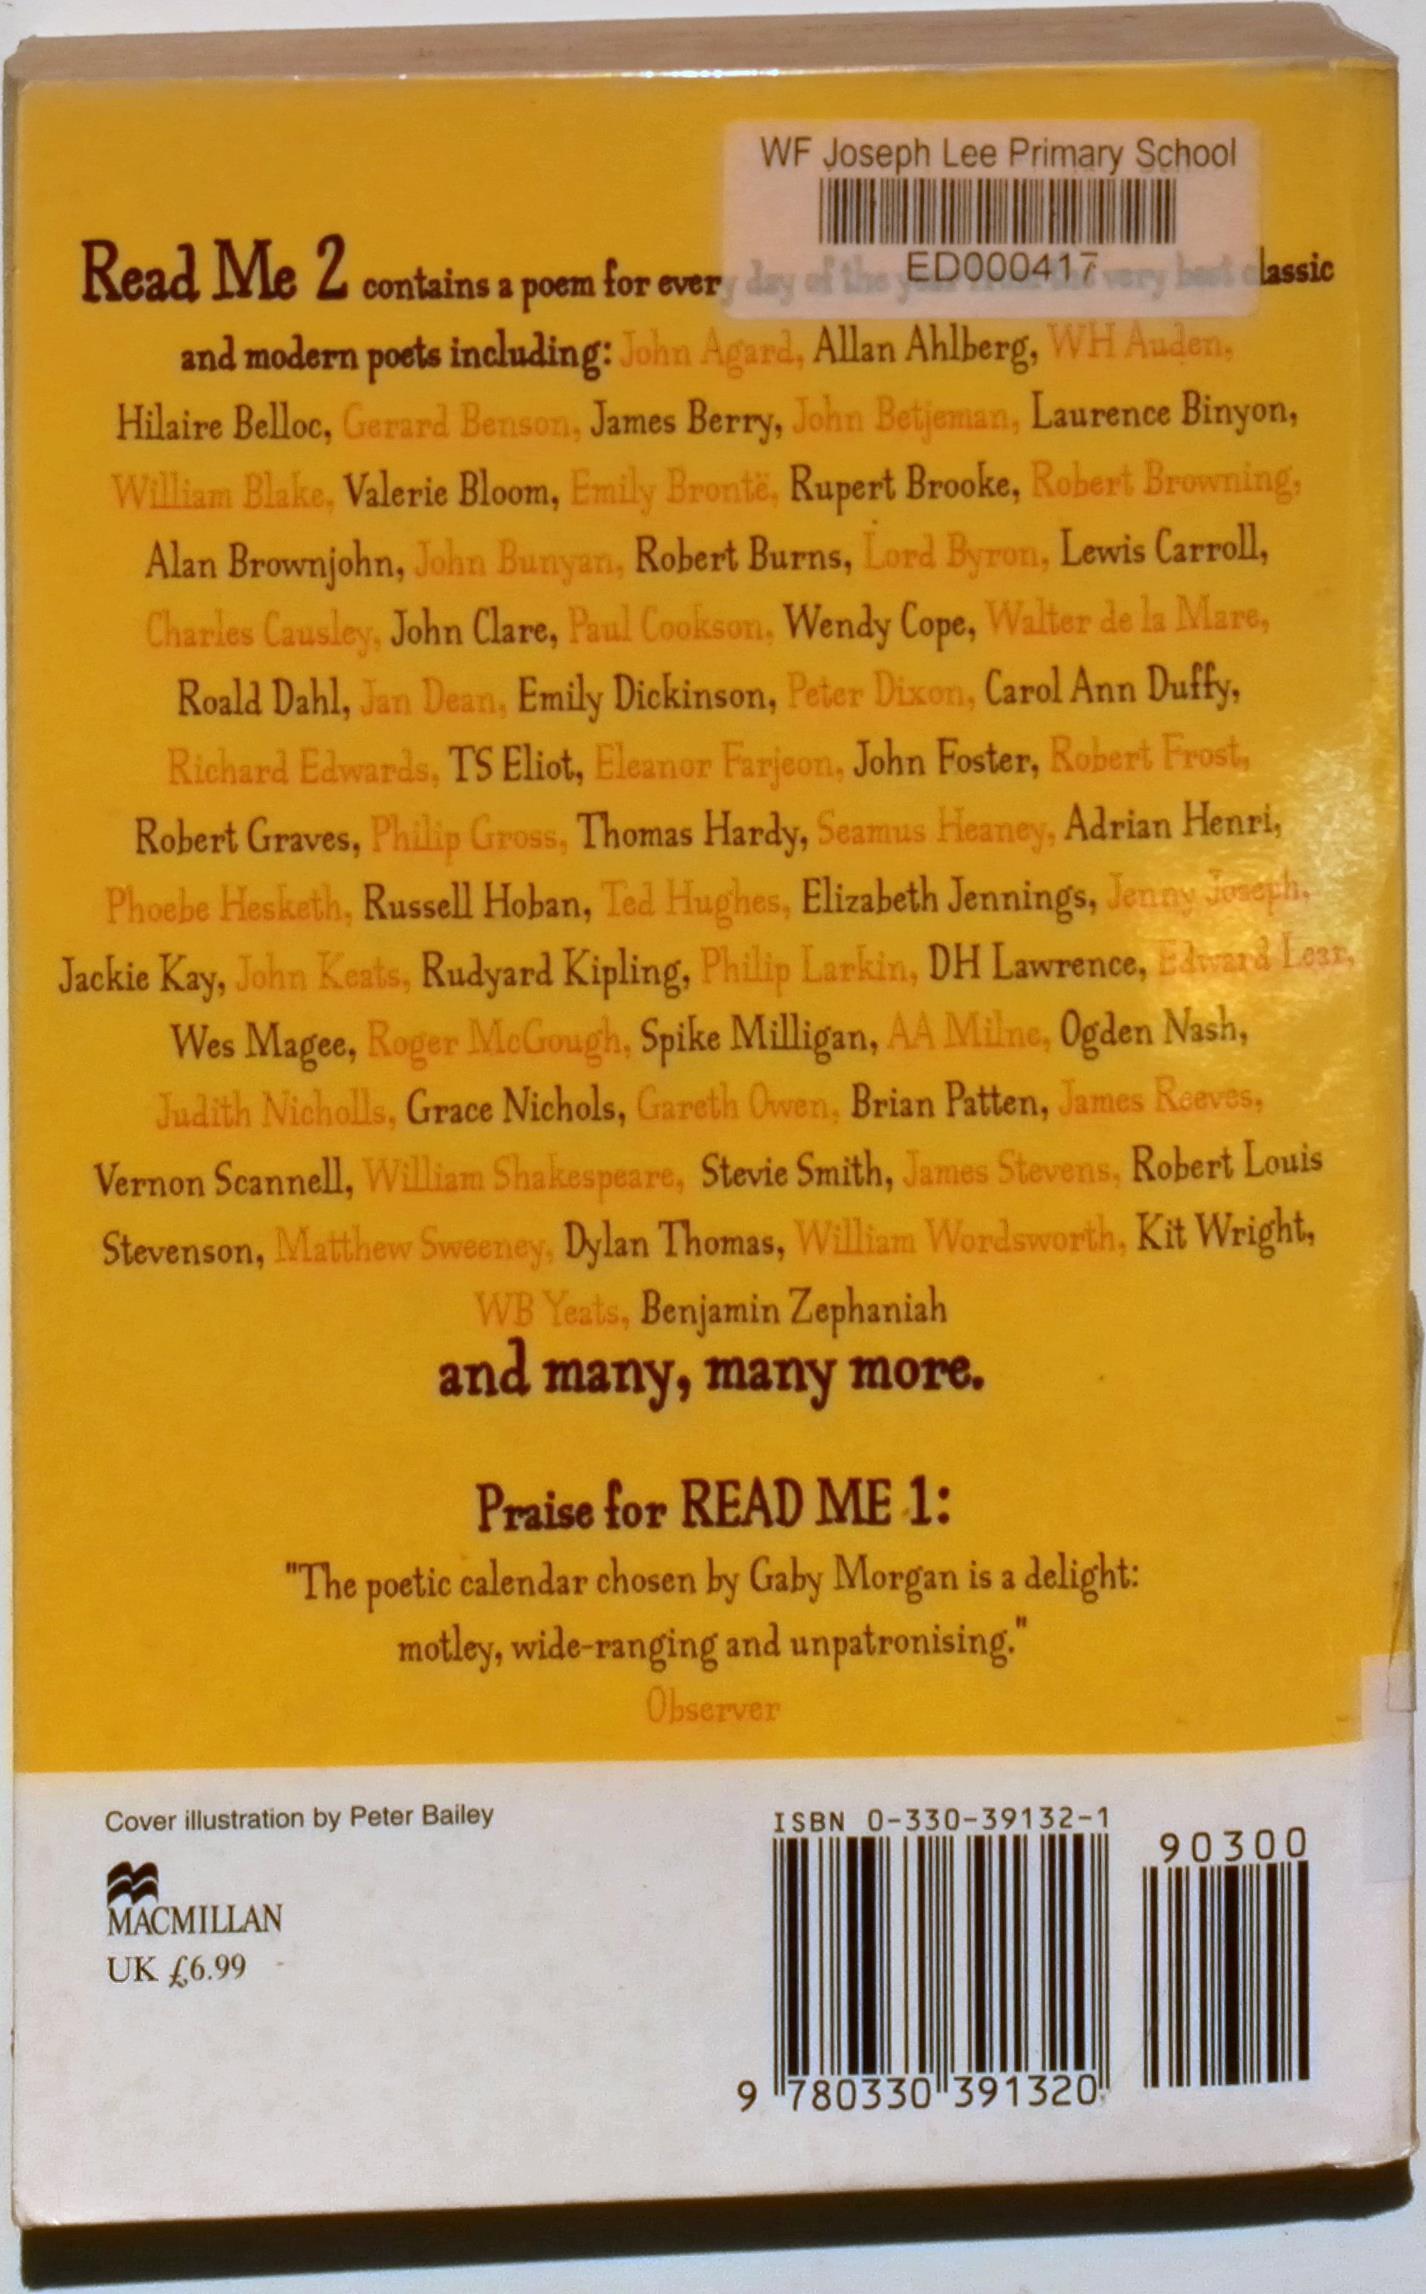 WF Joseph Lee Primary School
ED000417
Read Me 2 contains a poem for every day of the year from the very best classic
and modern poets including: John Agard, Allan Ahlberg, WH Auden,
Hilaire Belloc, Gerard Benson, James Berry, John Betjeman, Laurence Binyon,
William Blake, Valerie Bloom, Emily Brontë, Rupert Brooke, Robert Browning,
Alan Brownjohn, John Bunyan, Robert Burns, Lord Byron, Lewis Carroll,
Charles Causley, John Clare, Paul Cookson, Wendy Cope, Walter de la Mare,
Roald Dahl, Jan Dean, Emily Dickinson, Peter Dixon, Carol Ann Duffy,
Richard Edwards, TS Eliot, Eleanor Farjeon, John Foster, Robert Frost,
Robert Graves, Philip Gross, Thomas Hardy, Seamus Heaney, Adrian Henri,
Phoebe Hesketh, Russell Hoban, Ted Hughes, Elizabeth Jennings, Jenny Joseph,
Jackie Kay, John Keats, Rudyard Kipling, Philip Larkin, DH Lawrence, Edward Lear,
Wes Magee, Roger McGough, Spike Milligan, AA Milne, Ogden Nash,
Judith Nicholls, Grace Nichols, Gareth Owen, Brian Patten, James Reeves,
Vernon Scannell, William Shakespeare, Stevie Smith, James Stevens, Robert Louis
Stevenson, Matthew Sweeney, Dylan Thomas, William Wordsworth, Kit Wright,
WB Yeats, Benjamin Zephaniah
and many, many more.
Praise for READ ME 1:
"The poetic calendar chosen by Gaby Morgan is a delight:
motley, wide-ranging and unpatronising."
Observer
Cover illustration by Peter Bailey
MACMILLAN
UK £6.99
ISBN 0-330-39132-1
90300
9 780330 391320